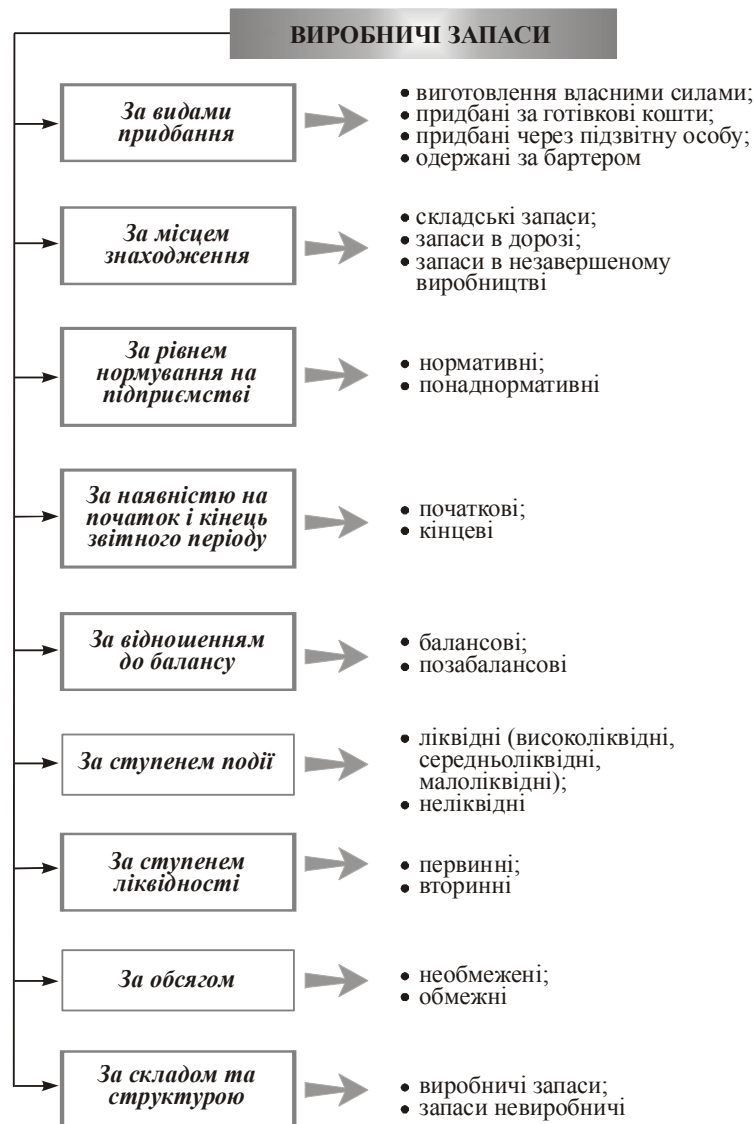 ВИРОБНИЧІ ЗАПАСИ
За видами
придбання
• виготовлення власними силами;
• придбані за готівкові кошти;
• придбані через підзвітну особу;
• одержані за бартером
За місцем
знаходження
• складські запаси;
• запаси в дорозі;
• запаси в незавершеному
виробництві
За рівнем
нормування на
підприємстві
• нормативні;
• понаднормативні
За наявністю на
початок і кінець
звітного періоду
• початкові;
• кінцеві
За відношенням
до балансу
• балансові;
• позабалансові
За ступенем події
• ліквідні (високоліквідні,
середньоліквідні,
малоліквідні);
• неліквідні
За ступенем
ліквідності
• первинні;
• вторинні
За обсягом
• необмежені;
• обмежні
За складом та
структурою
• виробничі запаси;
• запаси невиробничі